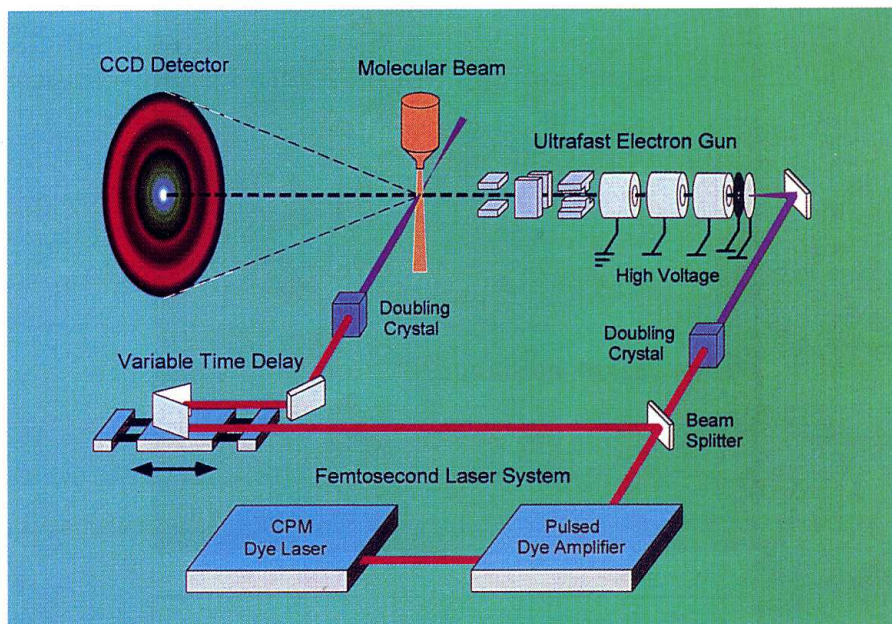 CCD Detector
Molecular Beam
Ultrafast Electron Gun
High Voltage
Doubling
Crystal
Doubling
Crystal
Variable Time Delay
Beam
Splitter
Femtosecond Laser System
CPM
Dye Laser
Pulsed
Dye Amplifier